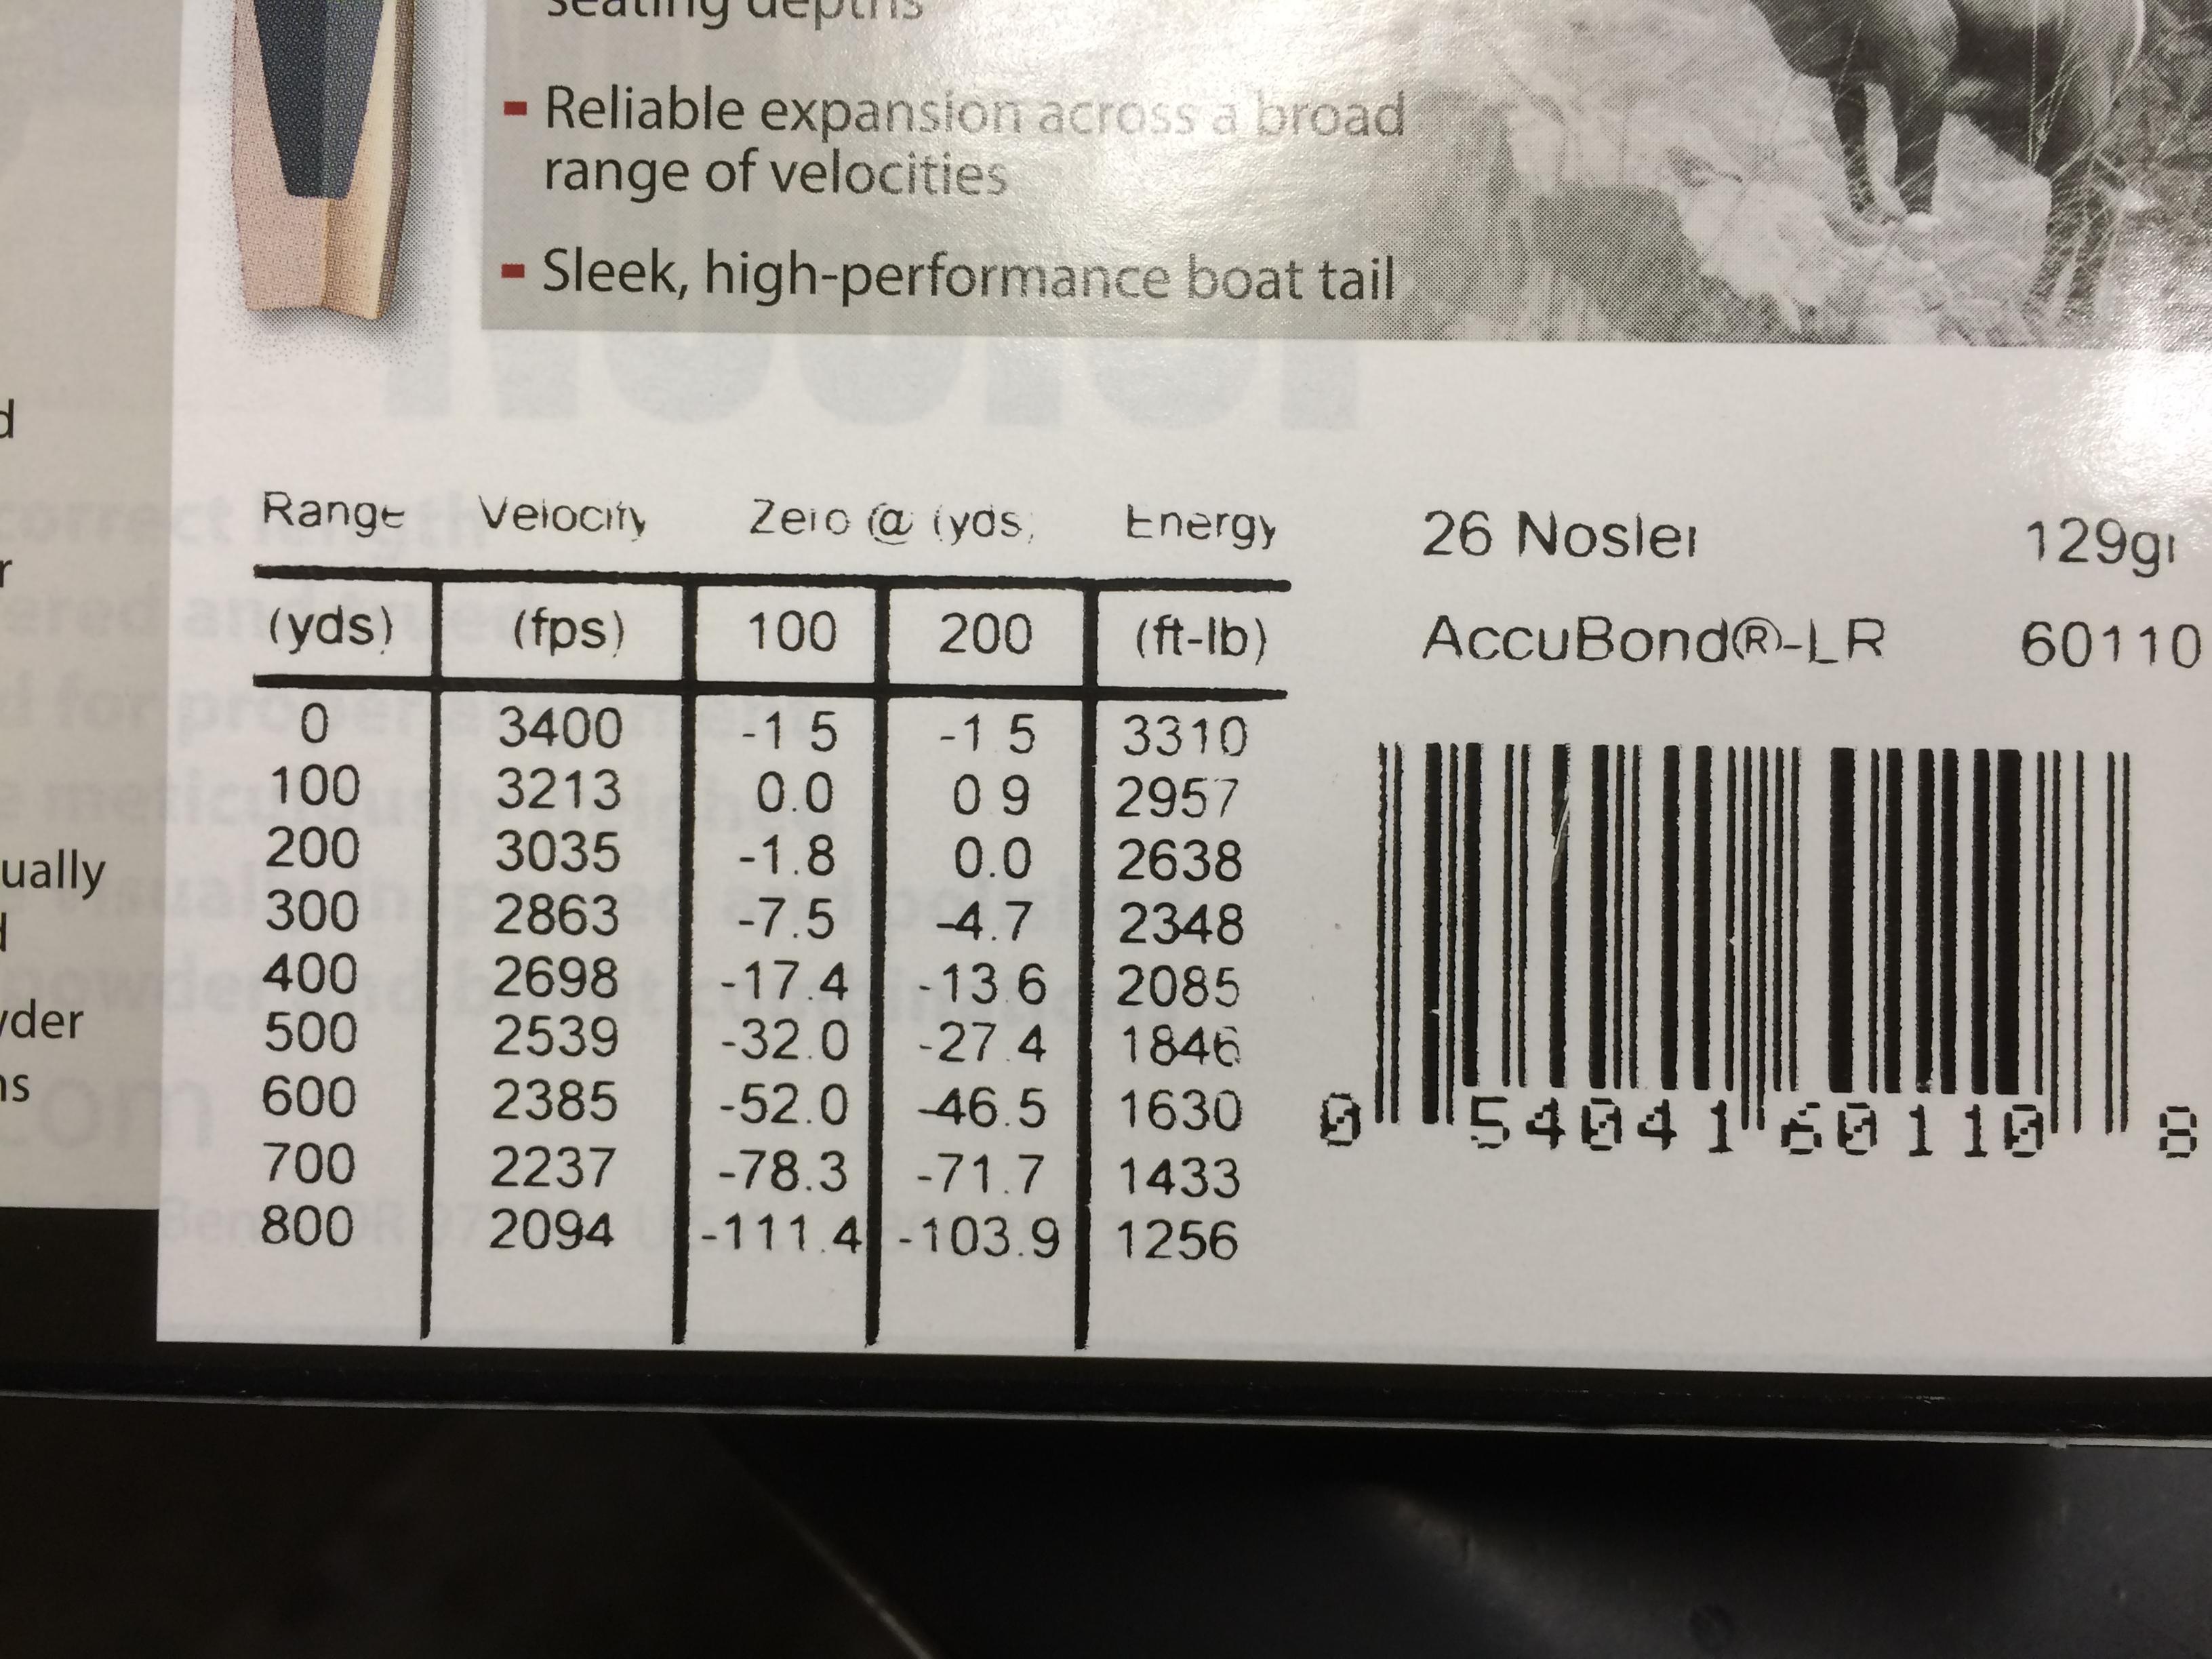 seating depths
- Reliable expansion across a broad
range of velocities
- Sleek, high-performance boat tail
d
r
ually
d
yder
ns
Range Velocity Zero @ (yds) Energy
(yds) (fps) 100 200 (ft-lb)
0 3400 -1 5 -1 5 3310
100 3213 0.0 0 9 2957
200 3035 -1.8 0.0 2638
300 2863 -7.5 -4.7 2348
400 2698 -17.4 -13.6 2085
500 2539 -32.0 -27.4 1846
600 2385 -52.0 -46.5 1630
700 2237 -78.3 -71.7 1433
800 2094 -111.4 -103.9 1256
26 Nosler 129gr
AccuBond®-LR 60110
0 54041 60110 8